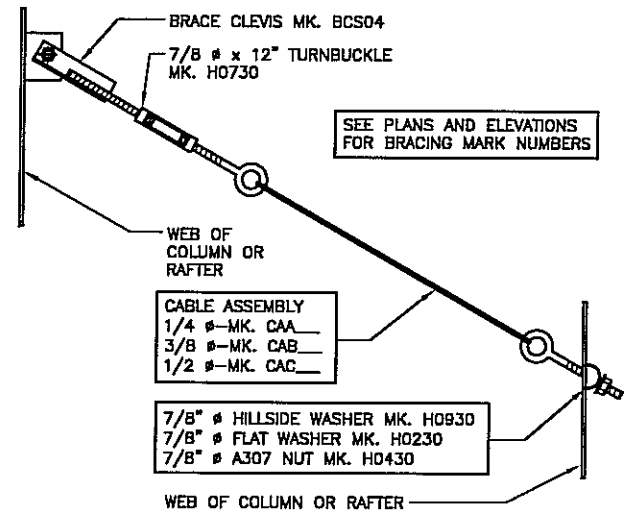 BRACE CLEVIS MK. BCS04
7/8 ø x 12" TURNBUCKLE
MK. H0730
SEE PLANS AND ELEVATIONS
FOR BRACING MARK NUMBERS
WEB OF
COLUMN OR
RAFTER
CABLE ASSEMBLY
1/4 ø-MK. CAA___
3/8 ø-MK. CAB___
1/2 ø-MK. CAC___
7/8" ø HILLSIDE WASHER MK. H0930
7/8" ø FLAT WASHER MK. H0230
7/8" ø A307 NUT MK. H0430
WEB OF COLUMN OR RAFTER